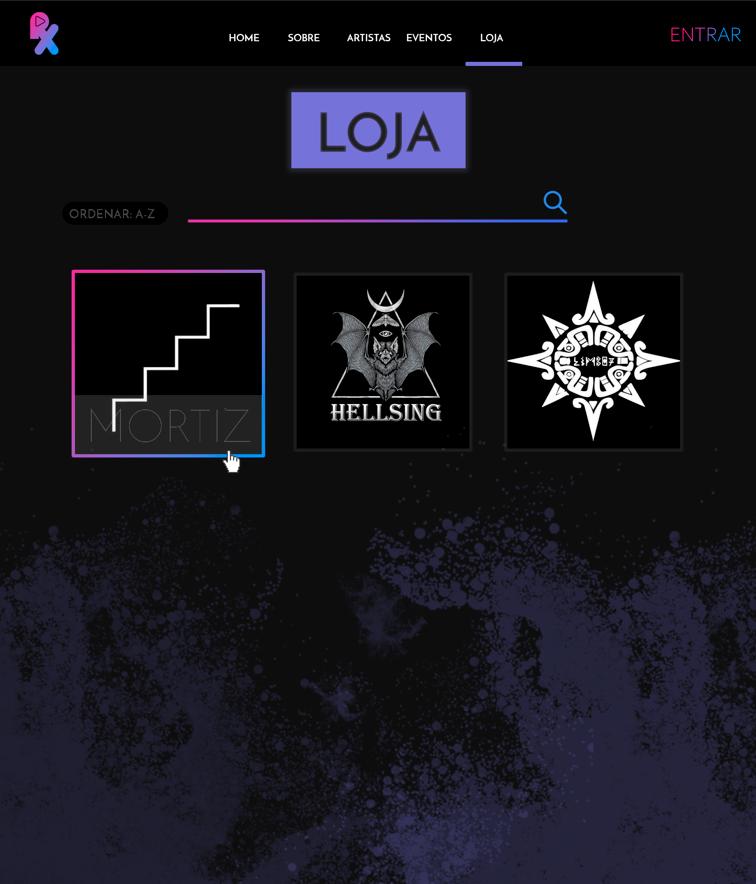 HOME SOBRE ARTISTAS EVENTOS LOJA
ENTRAR
LOJA
ORDENAR: A-Z
MORTIZ
HELLSING